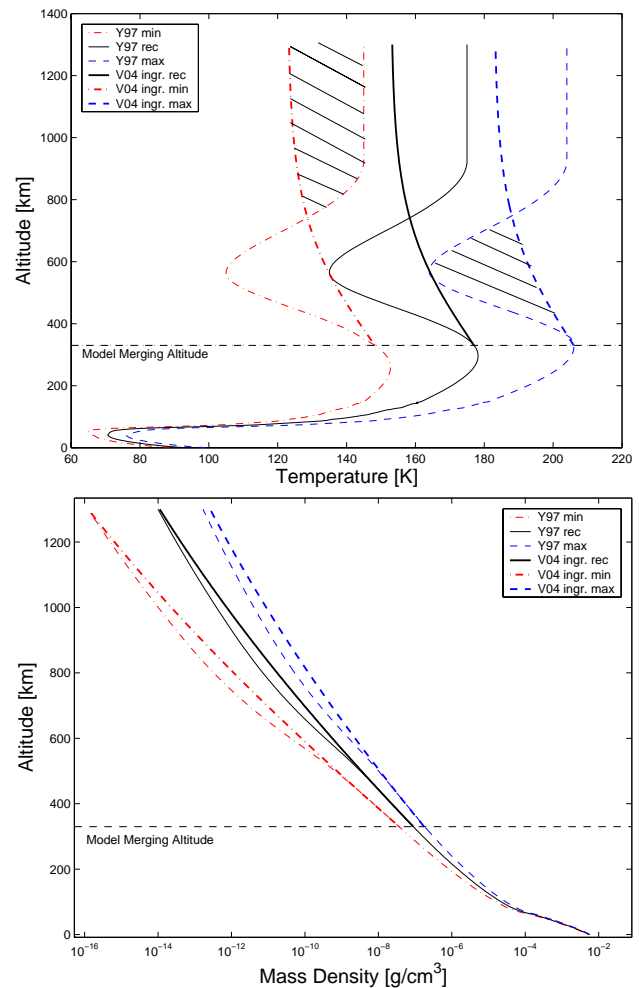 1400
1200
1000
800
600
400
200
0
Altitude [km]
Y97 min
Y97 rec
Y97 max
V04 ingr. rec
V04 ingr. min
V04 ingr. max
Model Merging Altitude
60 80 100 120 140 160 180 200 220
Temperature [K]
1200
1000
800
600
400
200
0
Altitude [km]
Y97 min
Y97 rec
Y97 max
V04 ingr. rec
V04 ingr. min
V04 ingr. max
Model Merging Altitude
10⁻¹⁶ 10⁻¹⁴ 10⁻¹² 10⁻¹⁰ 10⁻⁸ 10⁻⁶ 10⁻⁴ 10⁻²
Mass Density [g/cm³]